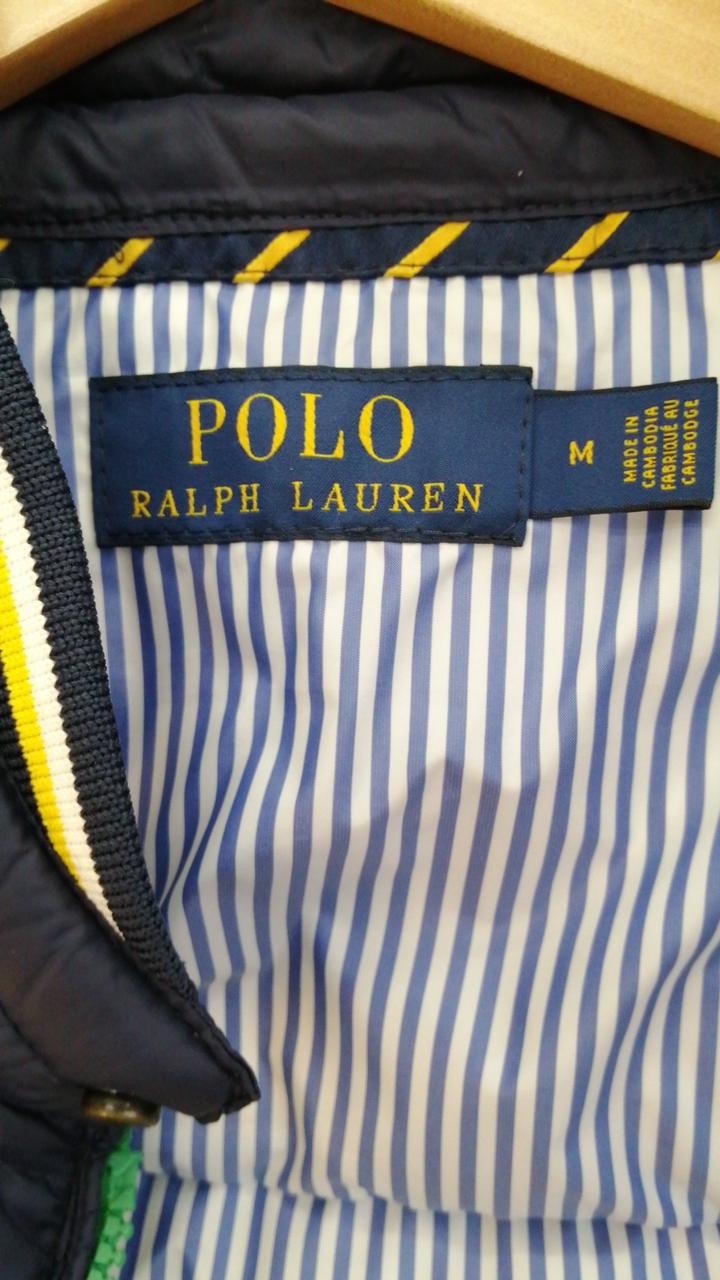 POLO
RALPH LAUREN
M
MADE IN
CAMBODIA
FABRIQUÉ AU
CAMBODGE